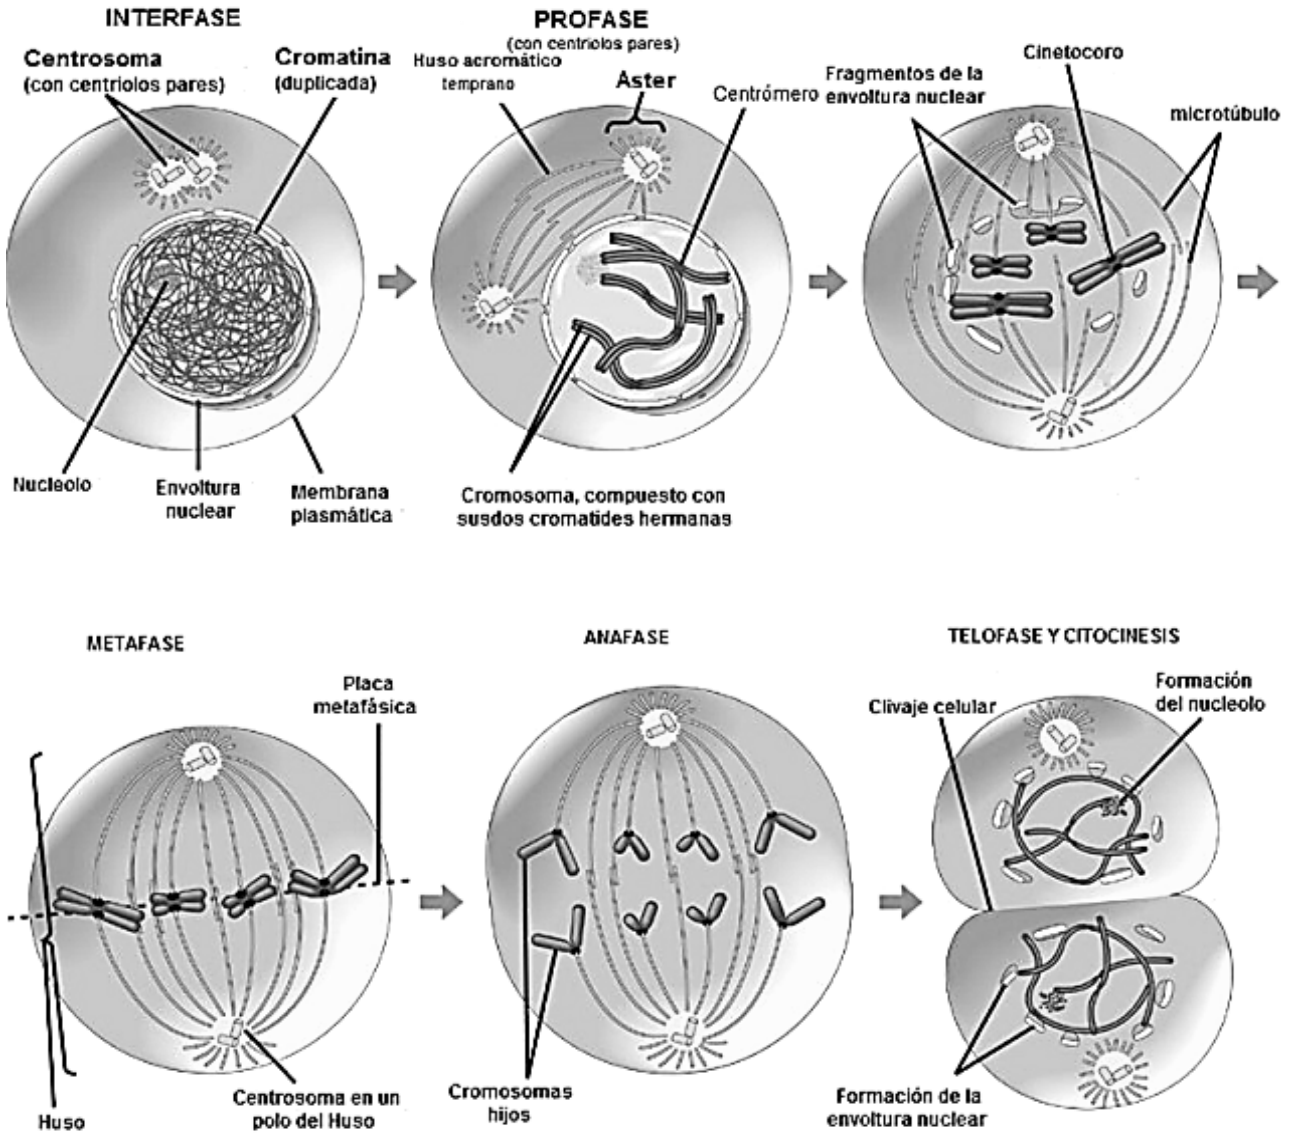 INTERFASE
Centrosoma
(con centriolos pares)
Cromatina
(duplicada)
Nucleolo
Envoltura
nuclear
Membrana
plasmática
PROFASE
(con centriolos pares)
Huso acromático
temprano
Aster
Centrómero
Cromosoma, compuesto con
susdos cromatides hermanas
Fragmentos de la
envoltura nuclear
Cinetocoro
microtúbulo
METAFASE
Placa
metafásica
Huso
Centrosoma en un
polo del Huso
ANAFASE
Cromosomas
hijos
TELOFASE Y CITOCINESIS
Clivaje celular
Formación
del nucleolo
Formación de la
envoltura nuclear